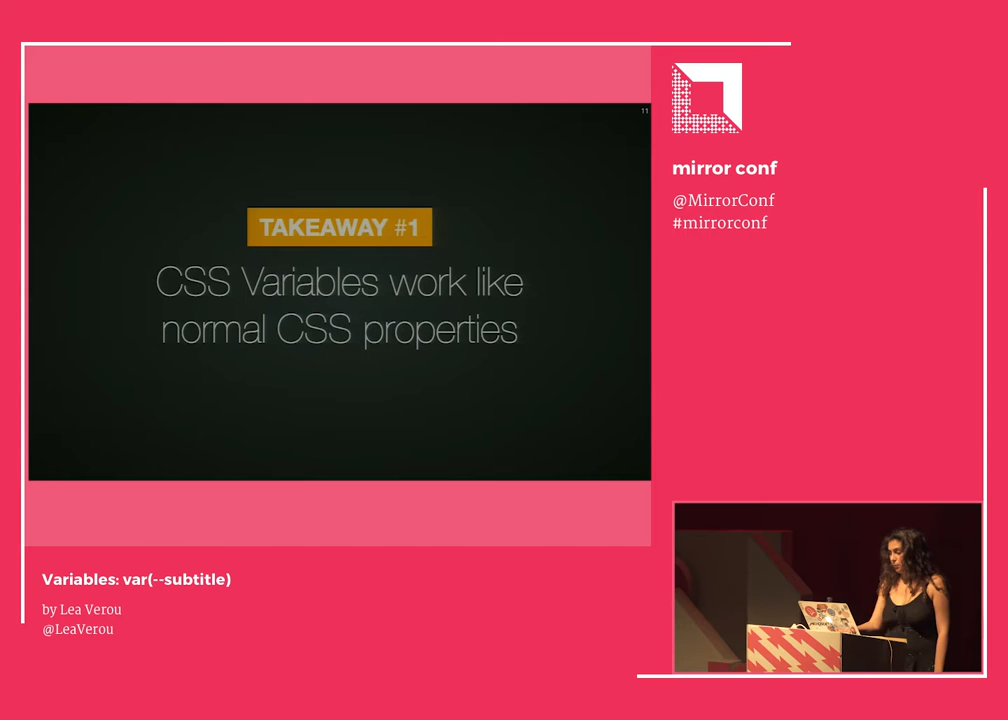 11
TAKEAWAY #1
CSS Variables work like
normal CSS properties
mirror conf
@MirrorConf
#mirrorconf
Variables: var(--subtitle)
by Lea Verou
@LeaVerou